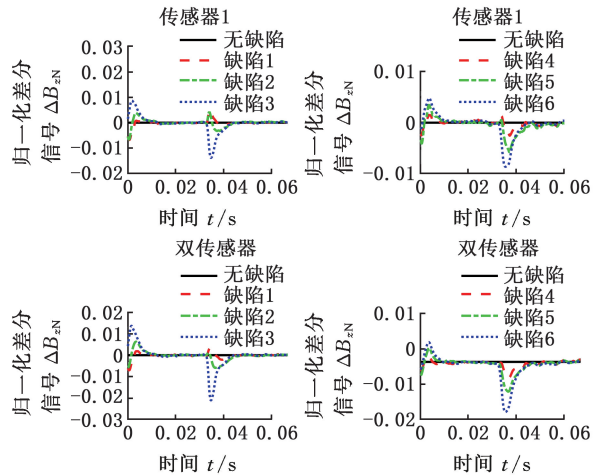 传感器1
无缺陷
缺陷1
缺陷2
缺陷3
归一化差分
信号 ΔBzN
0.03
0.02
0.01
0
-0.01
-0.02
0 0.02 0.04 0.06
时间 t/s
传感器1
无缺陷
缺陷4
缺陷5
缺陷6
归一化差分
信号 ΔBzN
0.01
0
-0.01
0 0.02 0.04 0.06
时间 t/s
双传感器
无缺陷
缺陷1
缺陷2
缺陷3
归一化差分
信号 ΔBzN
0.02
0.01
0
-0.01
-0.02
-0.03
0 0.02 0.04 0.06
时间 t/s
双传感器
无缺陷
缺陷4
缺陷5
缺陷6
归一化差分
信号 ΔBzN
0.01
0
-0.01
0.02
0 0.02 0.04 0.06
时间 t/s